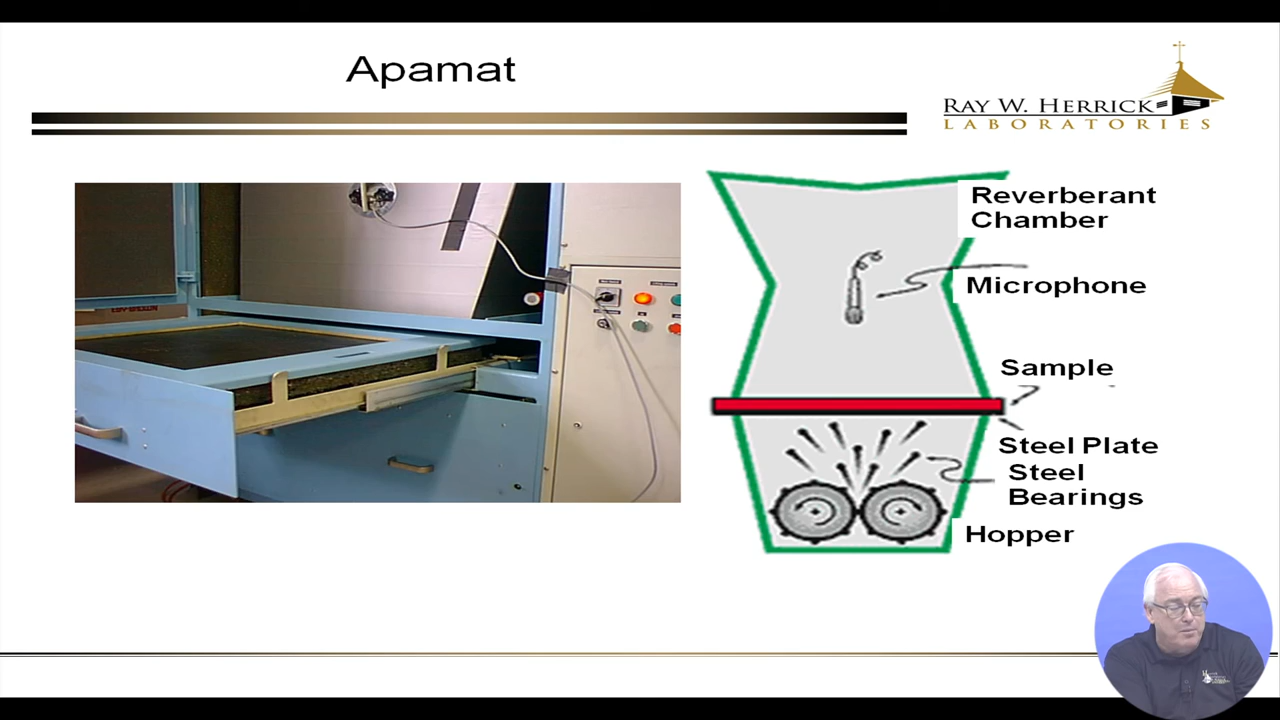 Apamat
RAY W. HERRICK
LABORATORIES
Reverberant
Chamber
Microphone
Sample
Steel Plate
Steel
Bearings
Hopper